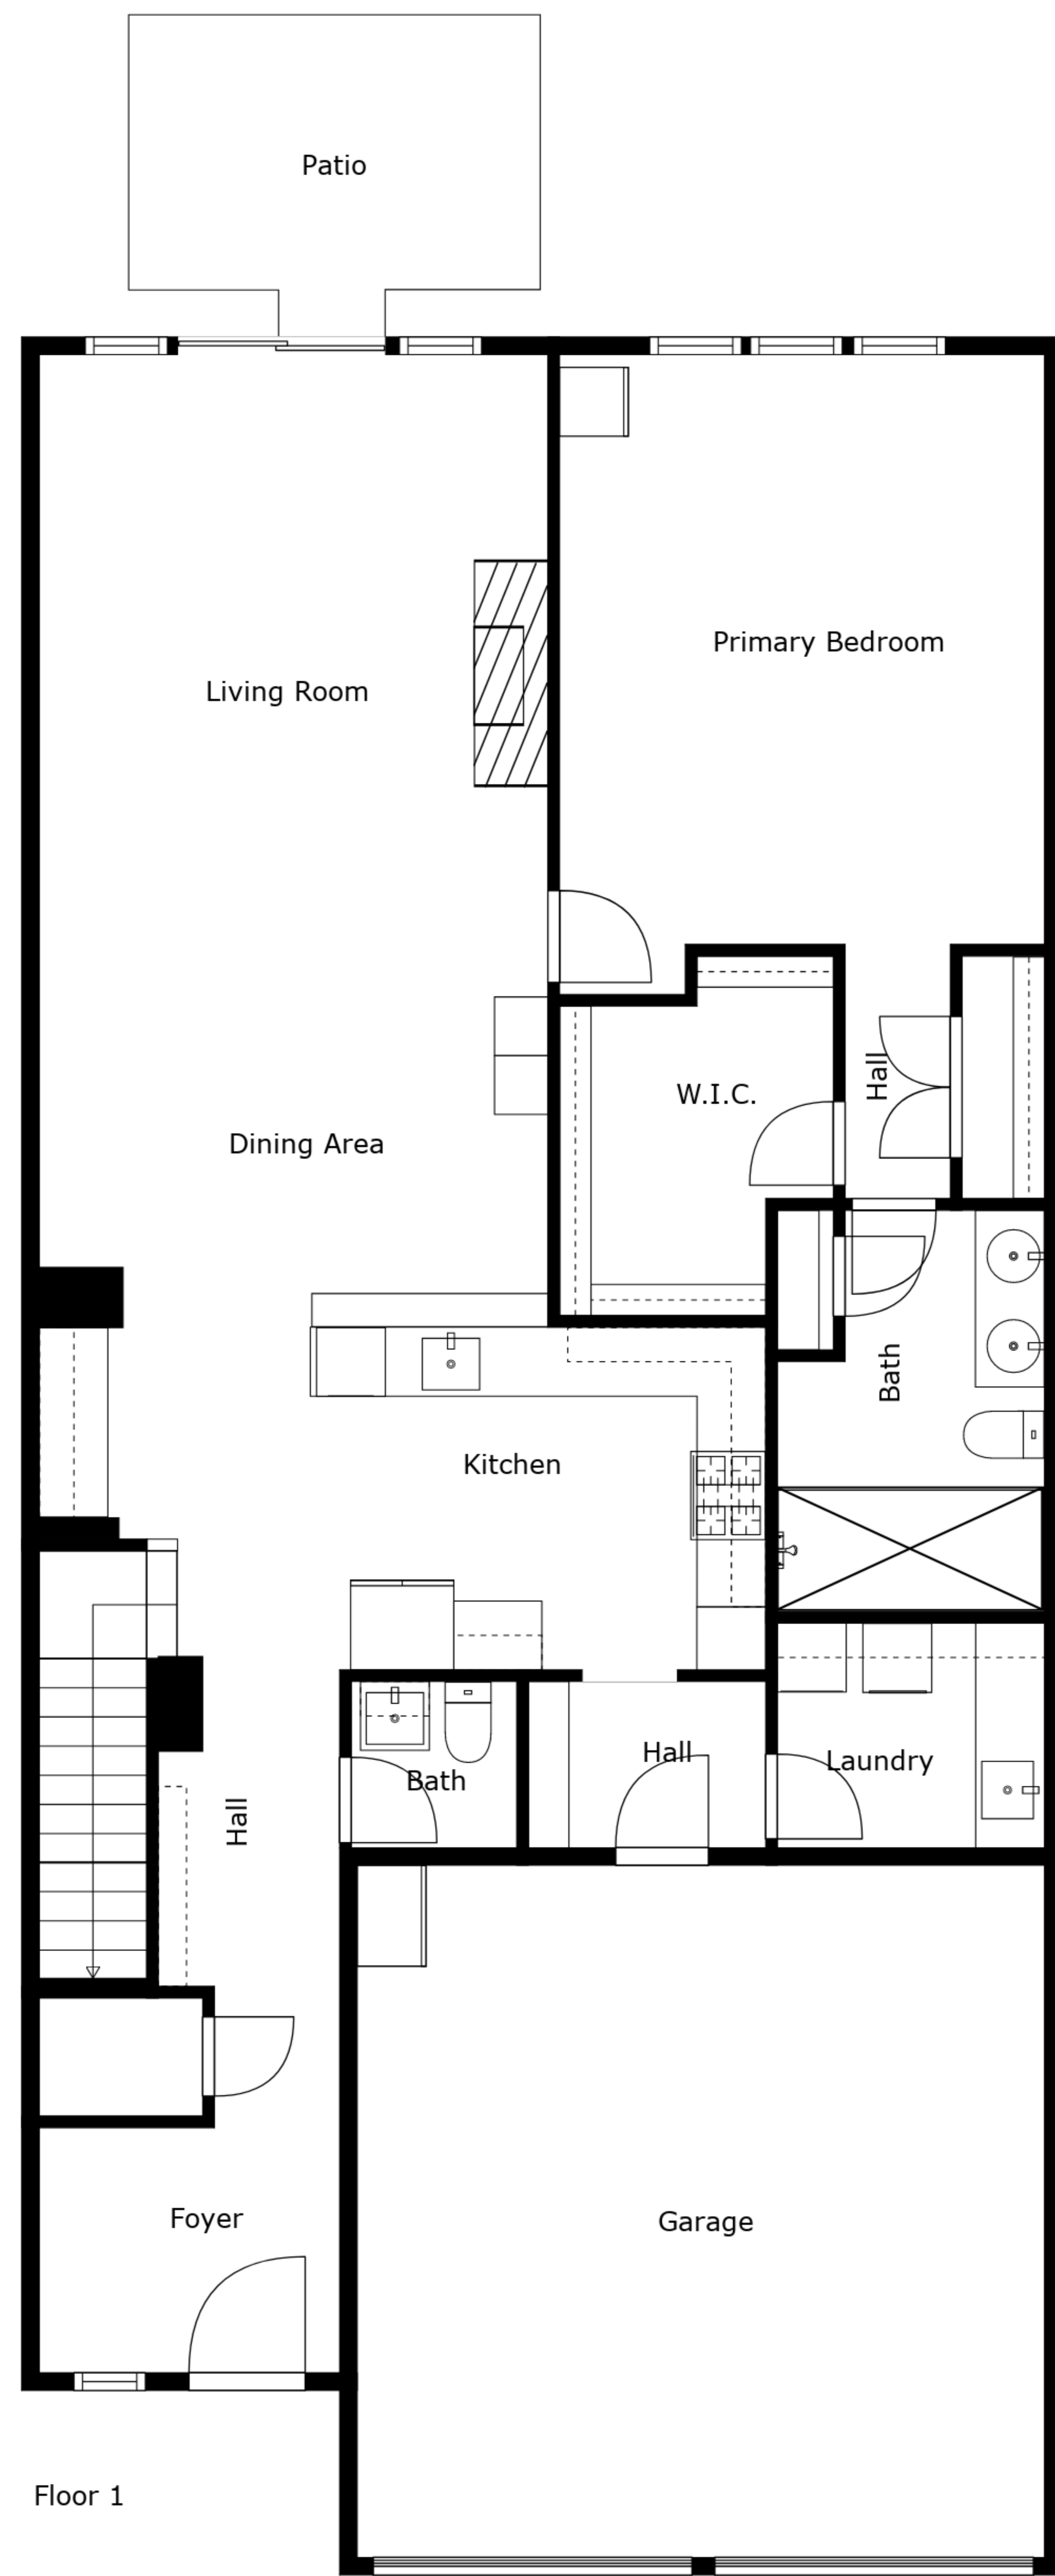 Patio
Primary Bedroom
Living Room
Hall
W.I.C.
Dining Area
Bath
Kitchen
Hall
Laundry
Bath
Hall
Foyer
Garage
Floor 1